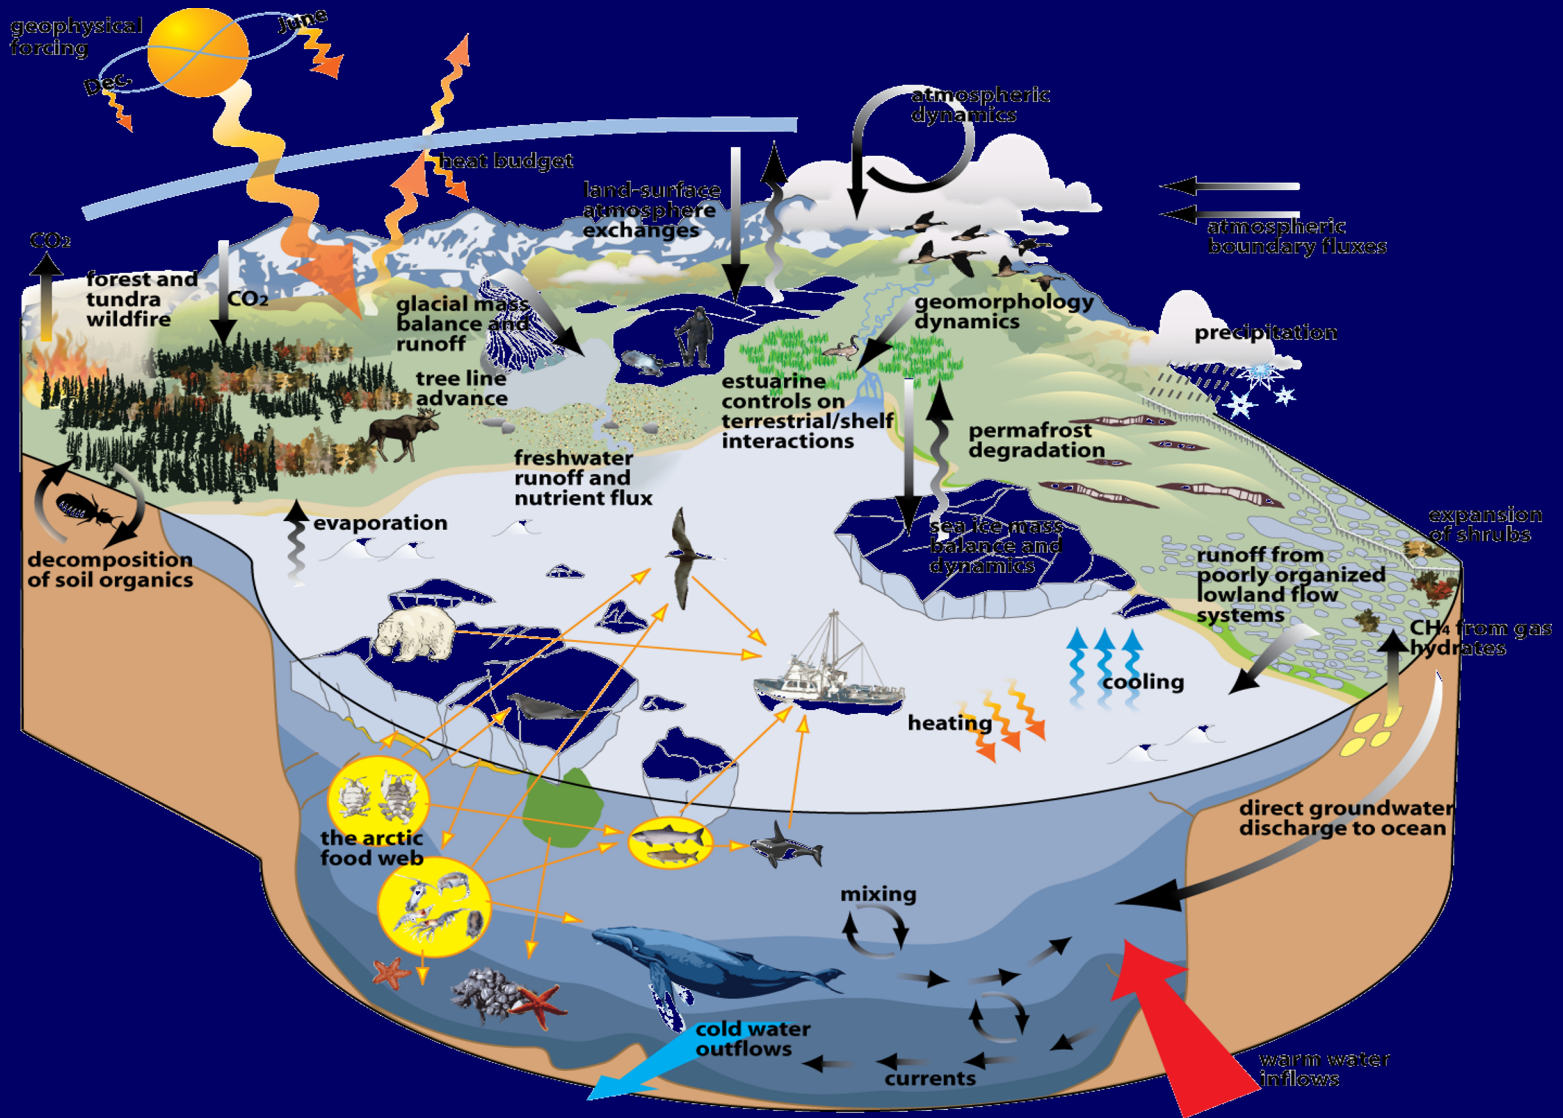 geophysical
forcing
June
Dec.
heat budget
atmospheric
dynamics
land-surface
atmosphere
exchanges
atmospheric
boundary fluxes
CO₂
forest and
tundra
wildfire
CO₂
glacial mass
balance and
runoff
geomorphology
dynamics
precipitation
tree line
advance
estuarine
controls on
terrestrial/shelf
interactions
permafrost
degradation
freshwater
runoff and
nutrient flux
evaporation
sea ice mass
balance and
dynamics
expansion
of shrubs
decomposition
of soil organics
runoff from
poorly organized
lowland flow
systems
CH₄ from gas
hydrates
cooling
heating
direct groundwater
discharge to ocean
the arctic
food web
mixing
cold water
outflows
currents
warm water
inflows